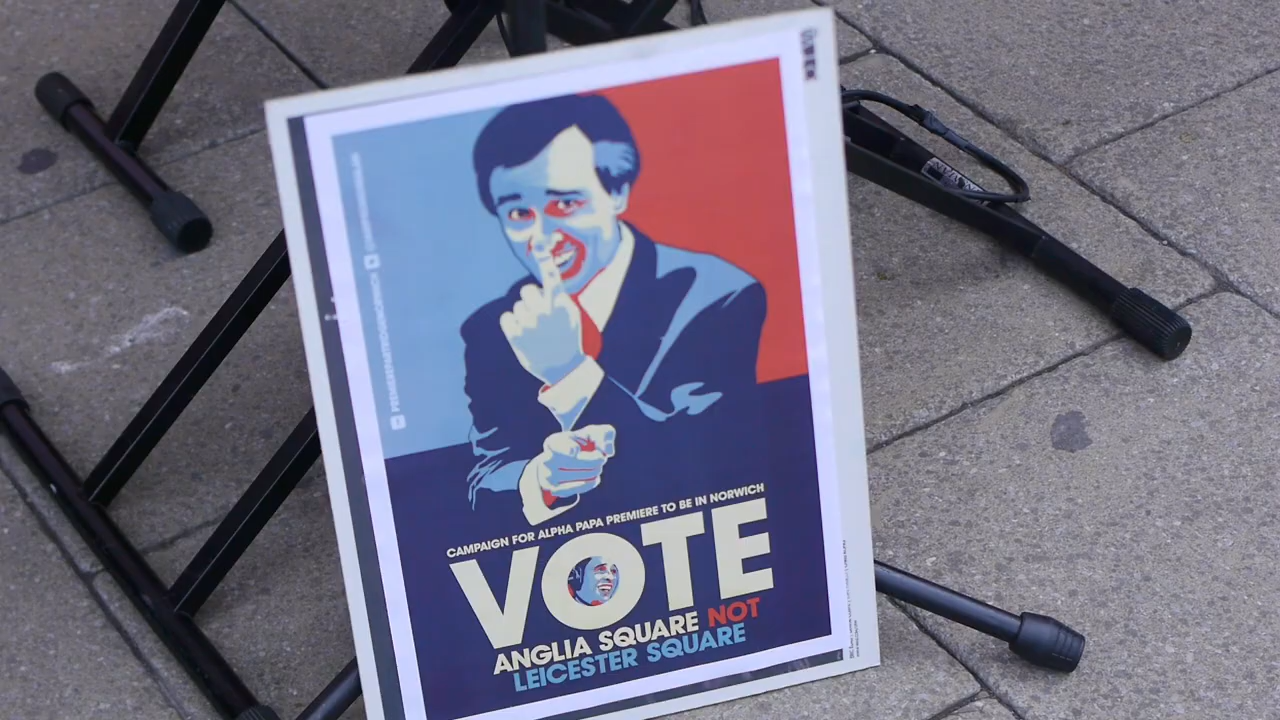 CAMPAIGN FOR ALPHA PAPA PREMIERE TO BE IN NORWICH
VOTE
ANGLIA SQUARE NOT
LEICESTER SQUARE